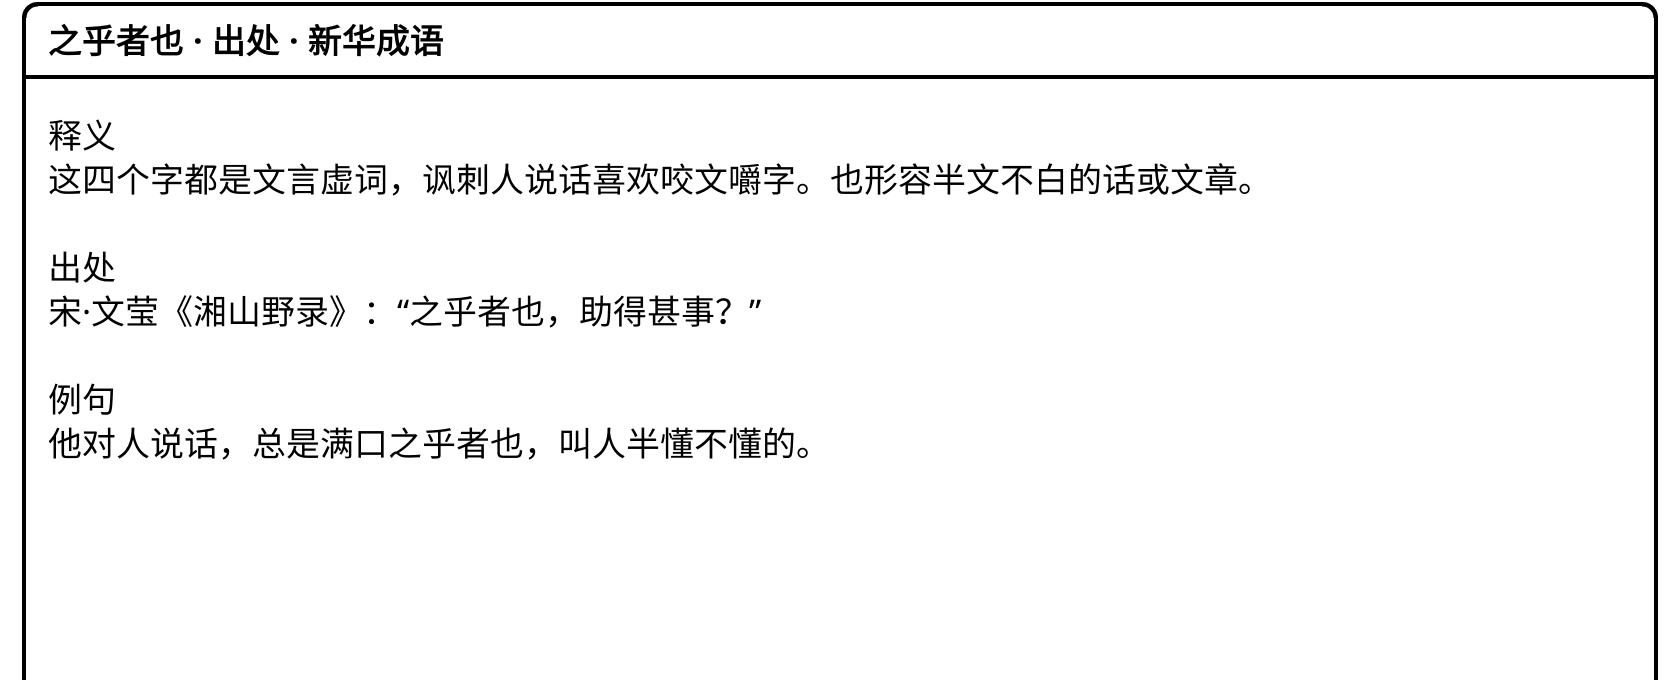 之乎者也 · 出处 · 新华成语
释义
这四个字都是文言虚词，讽刺人说话喜欢咬文嚼字。也形容半文不白的话或文章。
出处
宋·文莹《湘山野录》：“之乎者也，助得甚事？”
例句
他对人说话，总是满口之乎者也，叫人半懂不懂的。